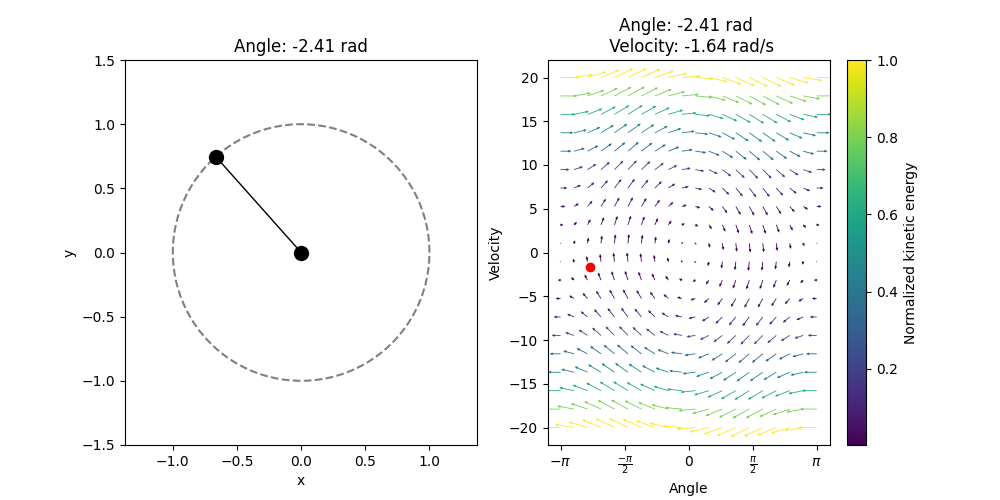 Angle: -2.41 rad
1.5
1.0
0.5
0.0
−0.5
−1.0
−1.5
y
−1.0
−0.5
0.0
0.5
1.0
x
Angle: -2.41 rad
Velocity: -1.64 rad/s
20
15
10
5
0
−5
−10
−15
−20
Velocity
−π
−π/2
0
π/2
π
Angle
1.0
0.8
0.6
0.4
0.2
Normalized kinetic energy